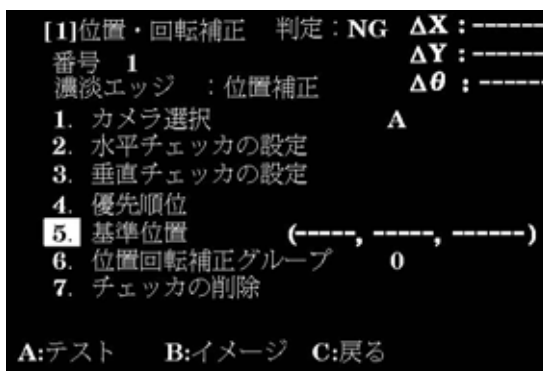 [1]位置・回転補正 判定：NG ΔX：------
番号 1 ΔY：------
濃淡エッジ ：位置補正 Δθ：-----
1. カメラ選択 A
2. 水平チェッカの設定
3. 垂直チェッカの設定
4. 優先順位
5. 基準位置 (-----, -----, ------)
6. 位置回転補正グループ 0
7. チェッカの削除
A:テスト B:イメージ C:戻る